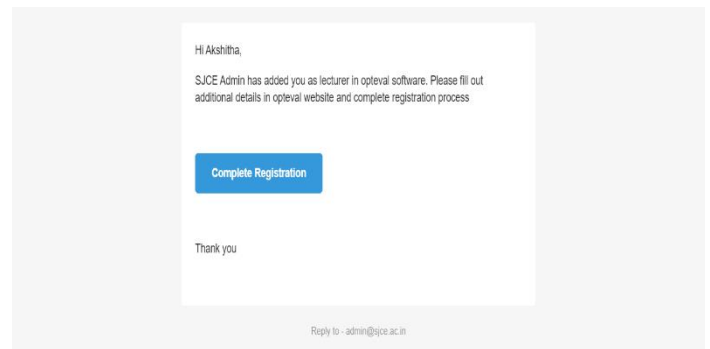 Hi Akshitha,
SJCE Admin has added you as lecturer in opteval software. Please fill out
additional details in opteval website and complete registration process
Complete Registration
Thank you
Reply to - admin@sjce.ac.in